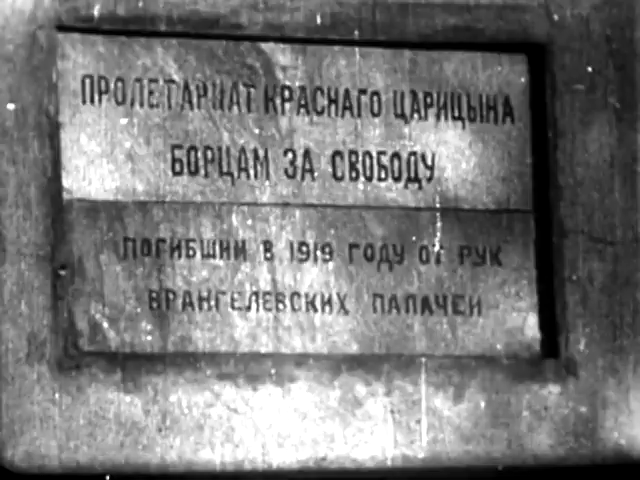 ПРОЛЕТАРИАТ КРАСНАГО ЦАРИЦЫНА
БОРЦАМ ЗА СВОБОДУ
ПОГИБШИМ В 1919 ГОДУ ОТ РУК
ВРАНГЕЛЕВСКИХ ПАЛАЧЕЙ